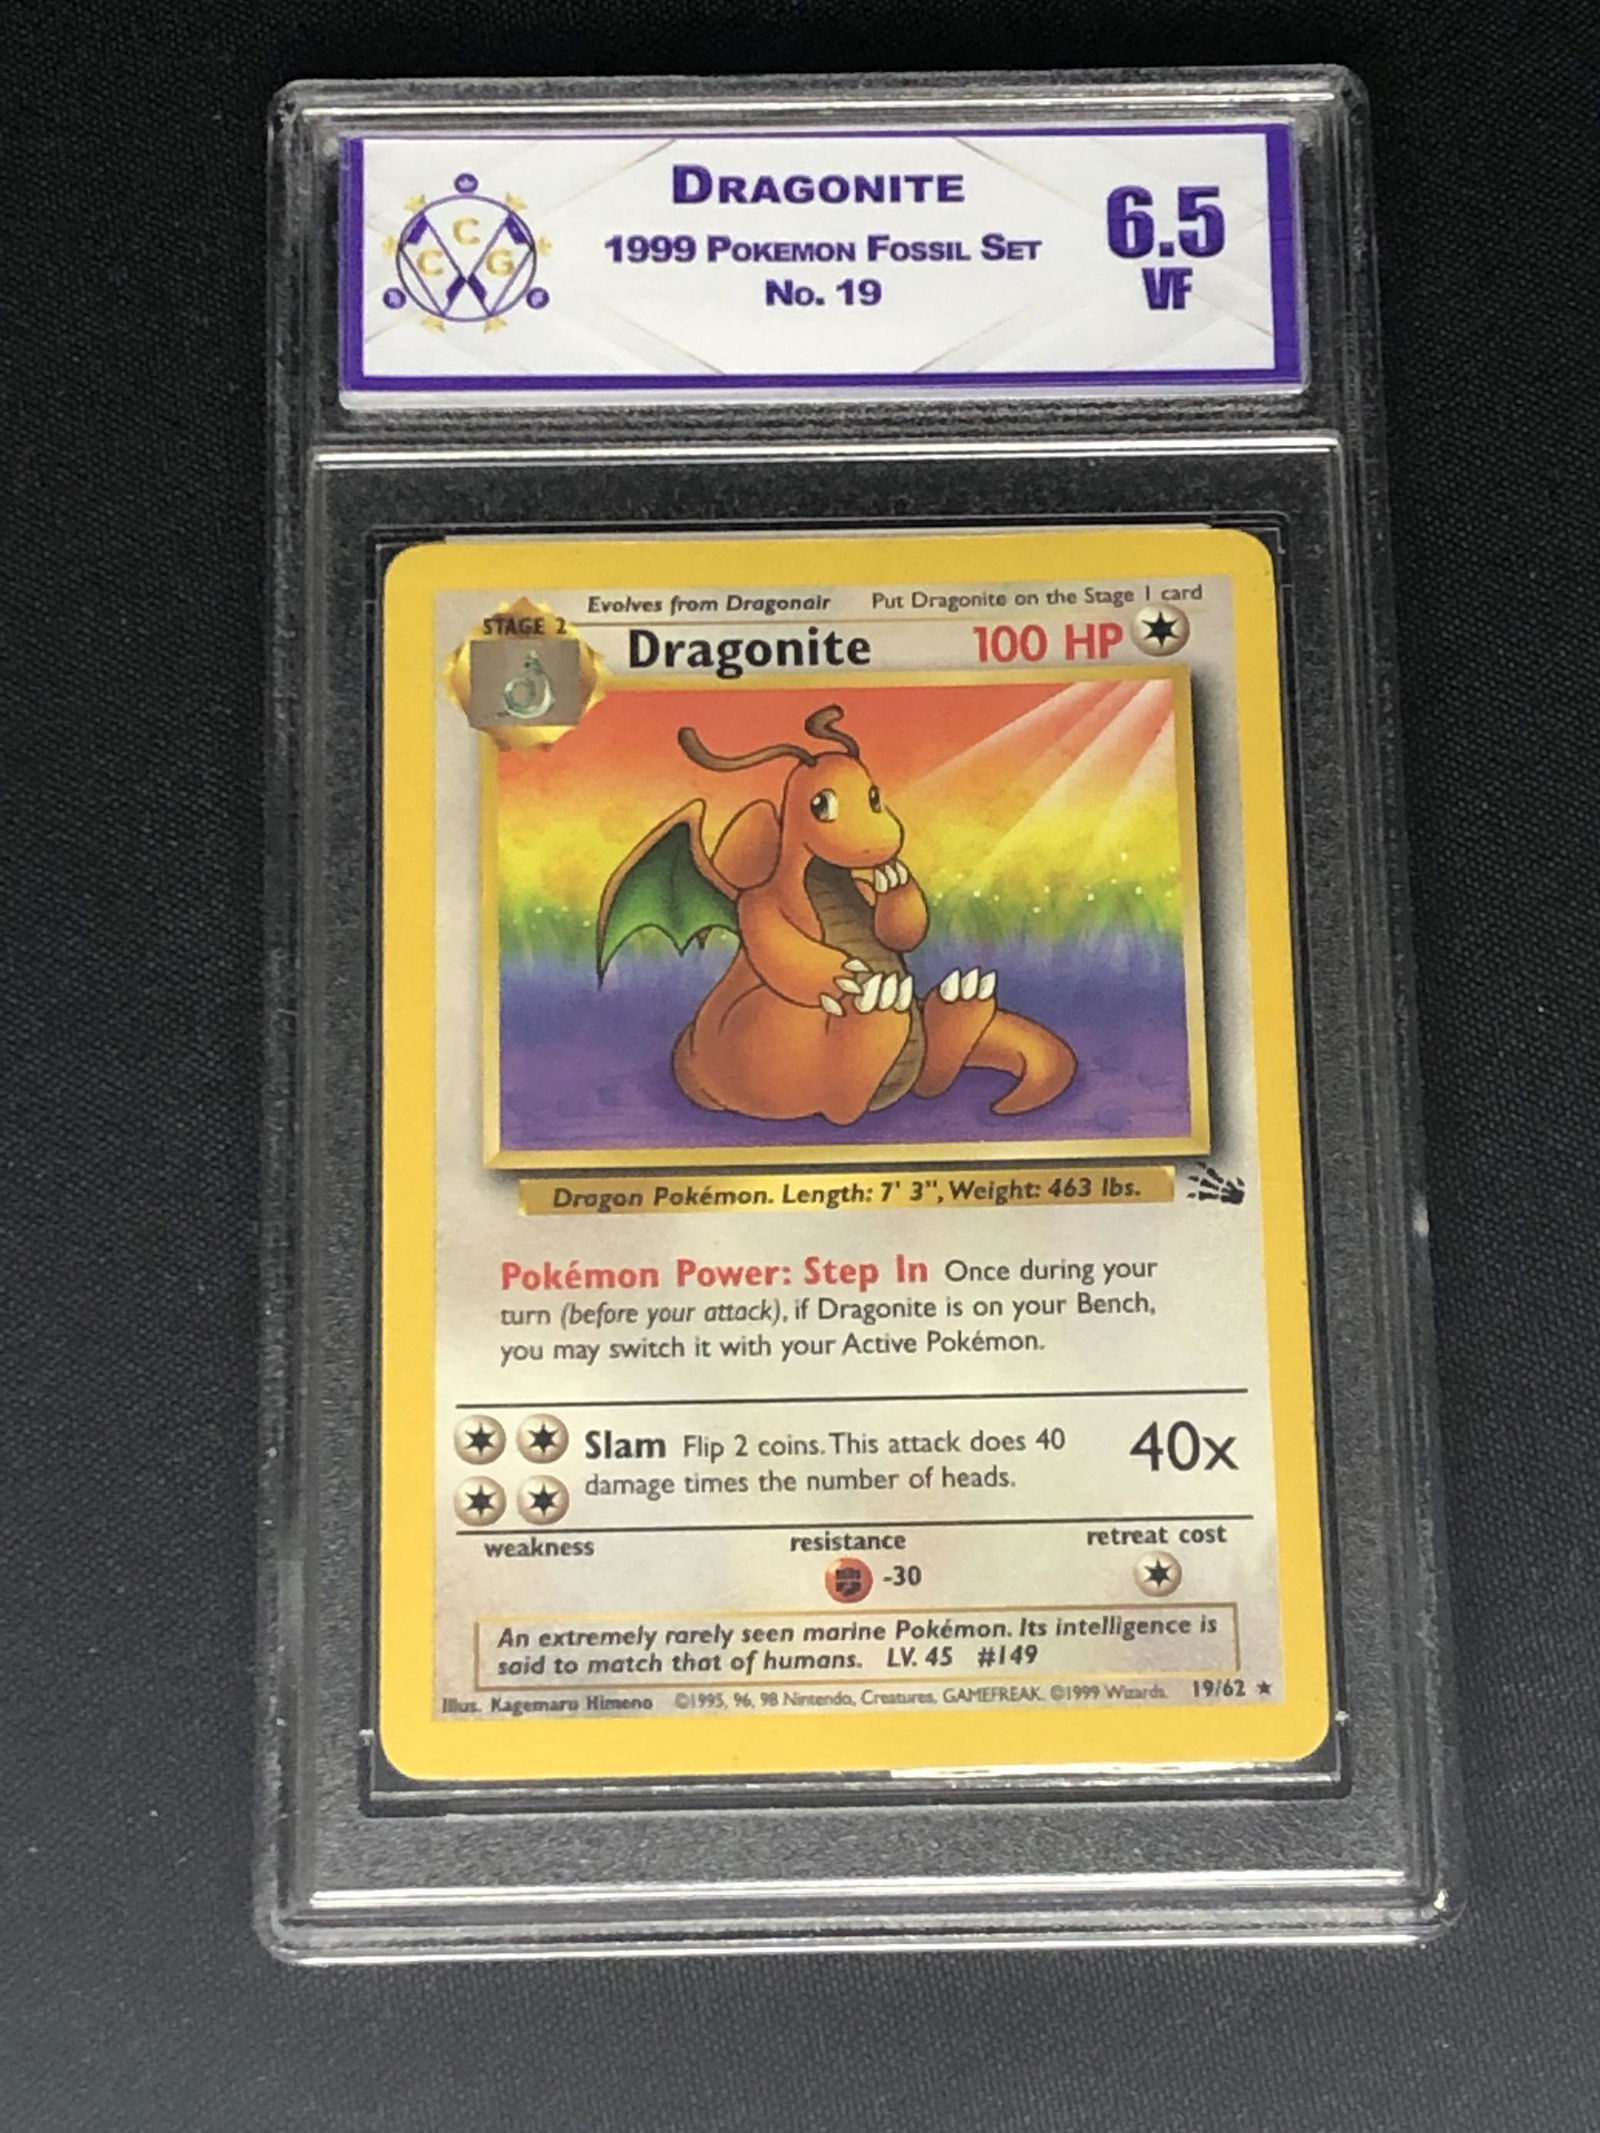 C
C G
DRAGONITE
1999 POKEMON FOSSIL SET
No. 19
6.5
VF
Evolves from Dragonair Put Dragonite on the Stage 1 card
STAGE 2
Dragonite 100 HP
Dragon Pokémon. Length: 7' 3", Weight: 463 lbs.
Pokémon Power: Step In Once during your
turn (before your attack), if Dragonite is on your Bench,
you may switch it with your Active Pokémon.
Slam Flip 2 coins. This attack does 40
damage times the number of heads.
40x
weakness resistance retreat cost
-30
An extremely rarely seen marine Pokémon. Its intelligence is
said to match that of humans. LV. 45 #149
Illus. Kagemaru Himeno ©1995, 96, 98 Nintendo, Creatures, GAMEFREAK. ©1999 Wizards. 19/62 ★